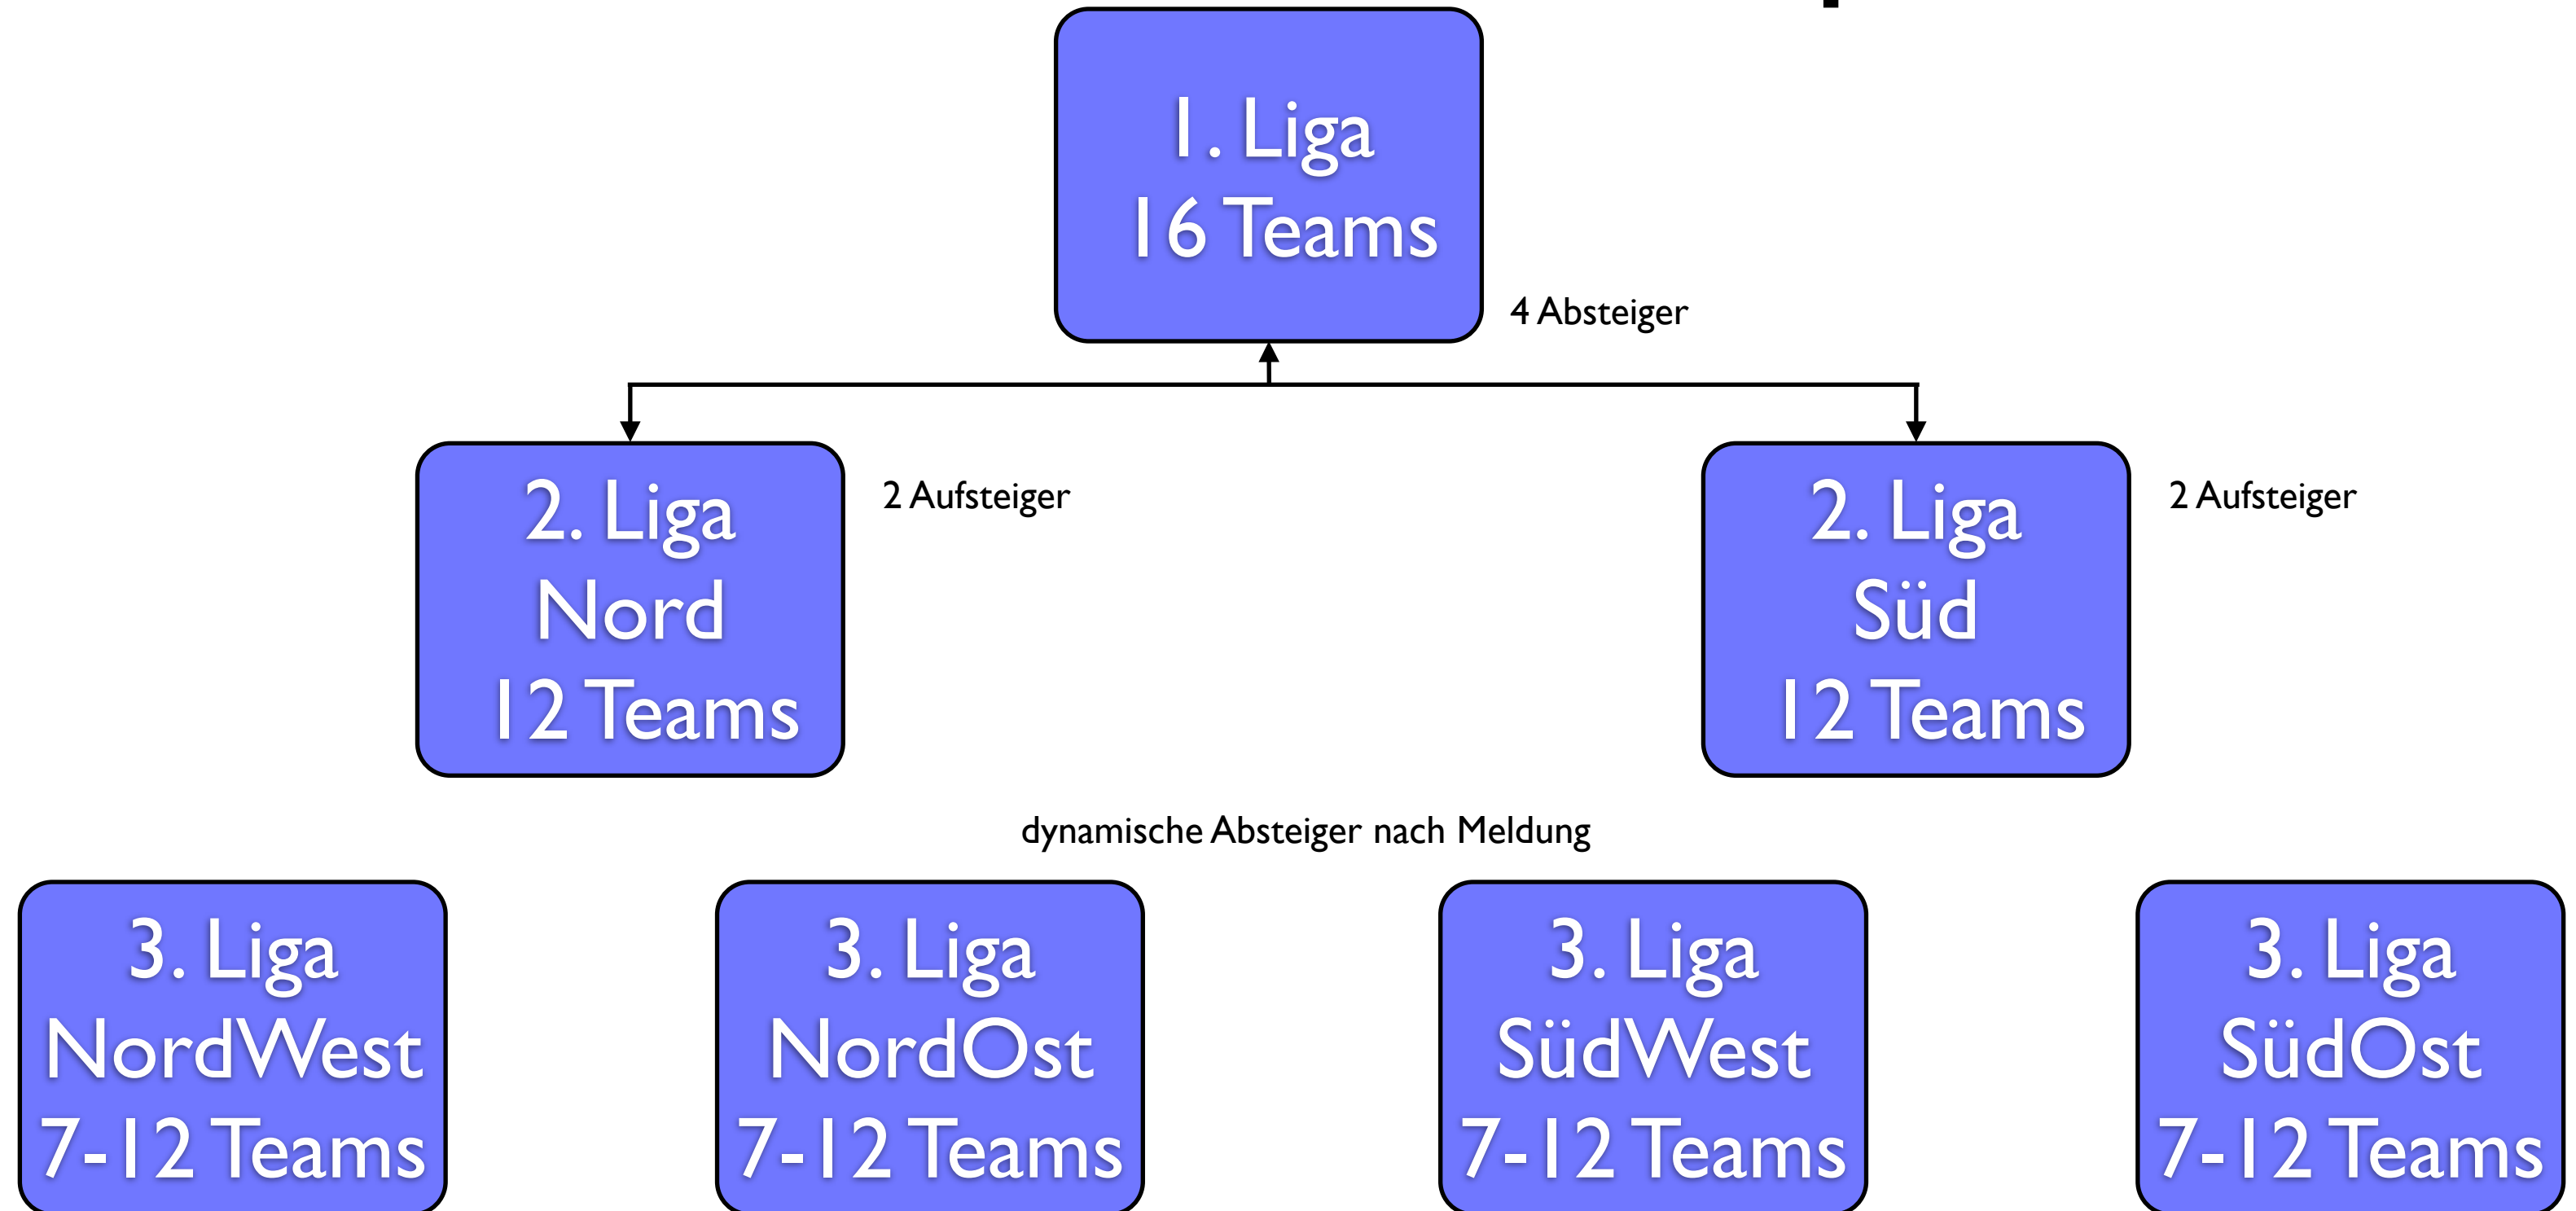 1. Liga
16 Teams
4 Absteiger
2. Liga
Nord
12 Teams
2 Aufsteiger
2. Liga
Süd
12 Teams
2 Aufsteiger
dynamische Absteiger nach Meldung
3. Liga
NordWest
7-12 Teams
3. Liga
NordOst
7-12 Teams
3. Liga
SüdWest
7-12 Teams
3. Liga
SüdOst
7-12 Teams